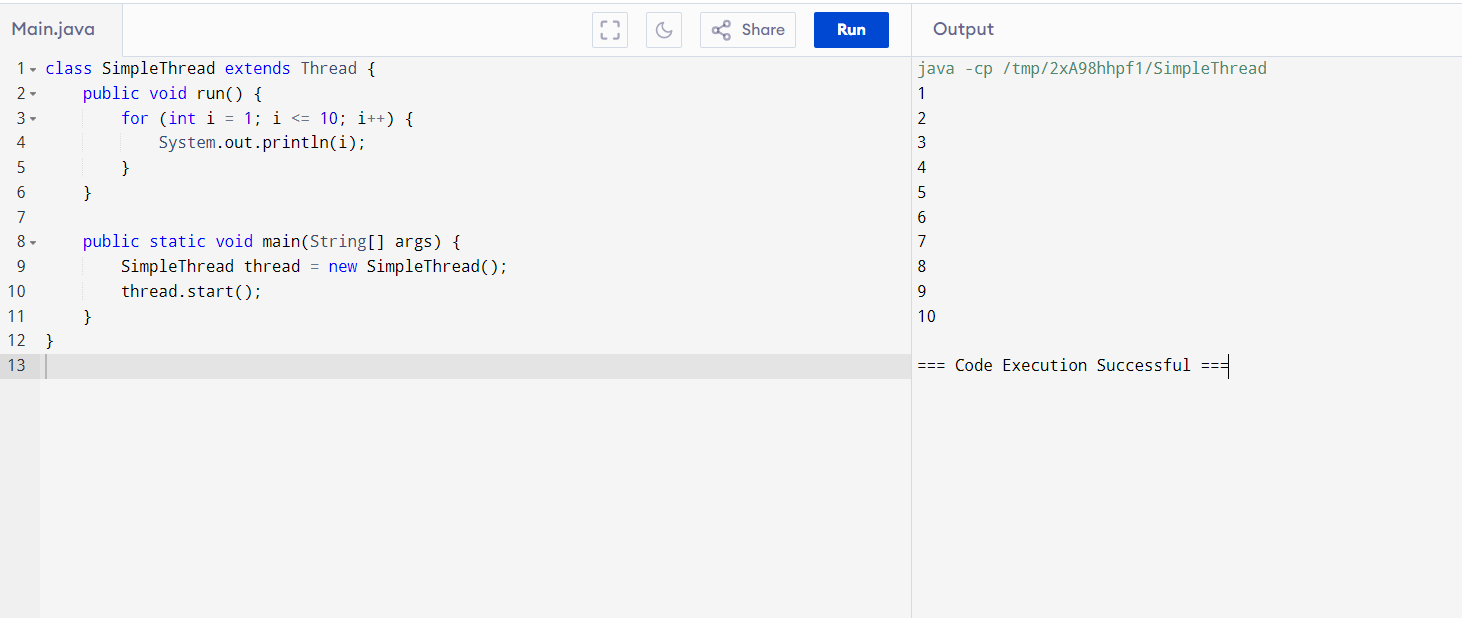 Main.java
Share
Run
Output
1 class SimpleThread extends Thread {
2     public void run() {
3         for (int i = 1; i <= 10; i++) {
4             System.out.println(i);
5         }
6     }
7
8     public static void main(String[] args) {
9         SimpleThread thread = new SimpleThread();
10         thread.start();
11     }
12 }
13
java -cp /tmp/2xA98hhpf1/SimpleThread
1
2
3
4
5
6
7
8
9
10
=== Code Execution Successful ===